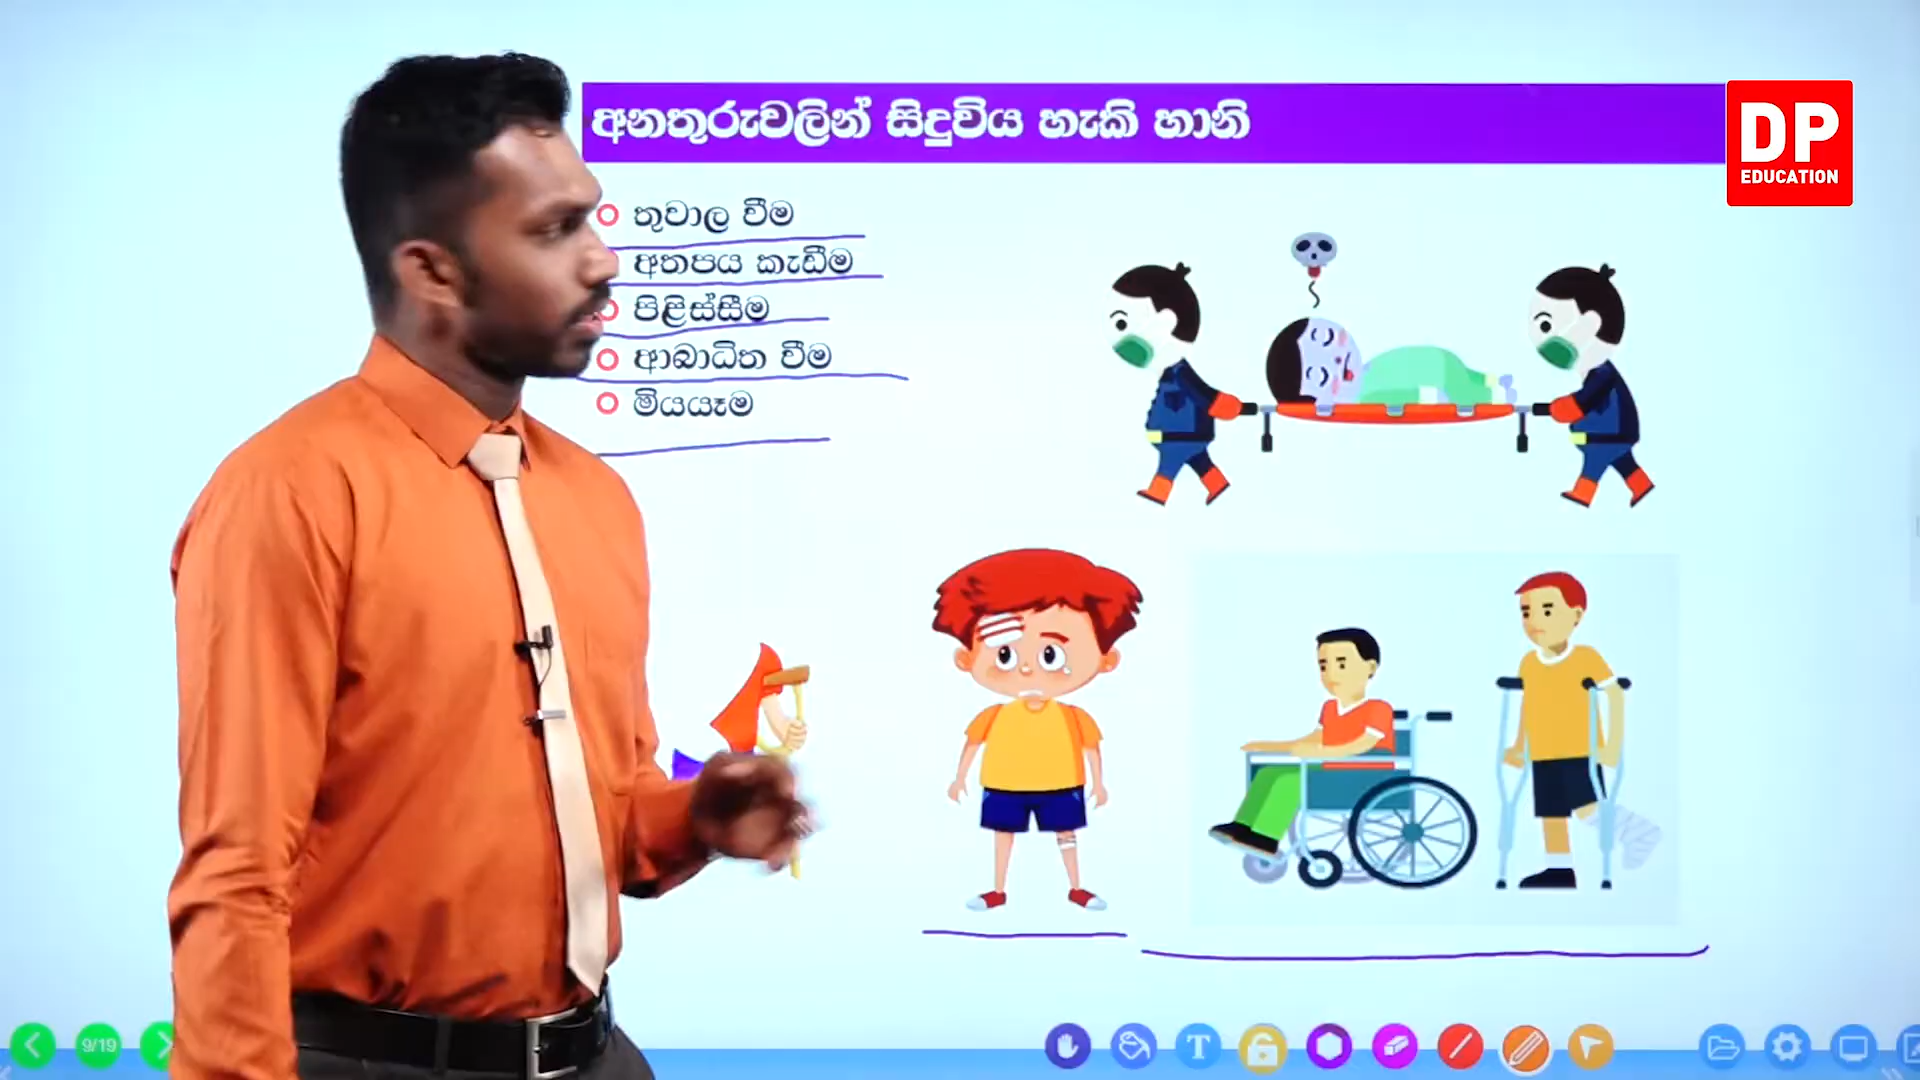 අනතුරුවලින් සිදුවිය හැකි හානි
DP
EDUCATION
තුවාල වීම
අතපය කැඩීම
පිළිස්සීම
ආබාධිත වීම
මියයෑම
9/19
T